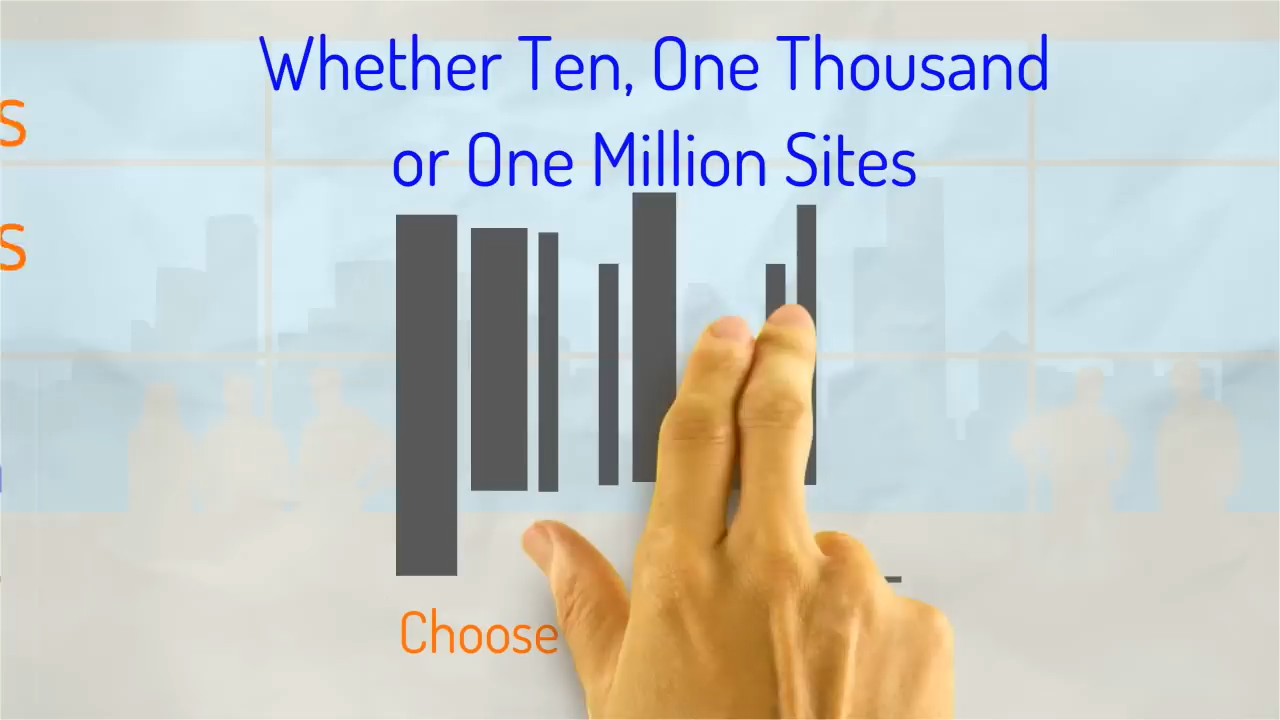 Whether Ten, One Thousand
or One Million Sites
s
s
Choose